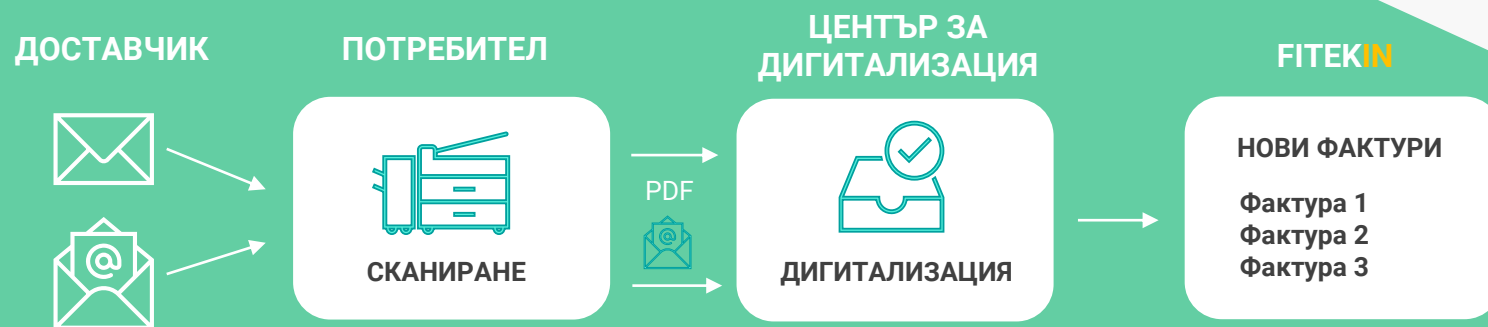 ДОСТАВЧИК
ПОТРЕБИТЕЛ
ЦЕНТЪР ЗА
ДИГИТАЛИЗАЦИЯ
FITEKIN
СКАНИРАНЕ
PDF
ДИГИТАЛИЗАЦИЯ
НОВИ ФАКТУРИ
Фактура 1
Фактура 2
Фактура 3